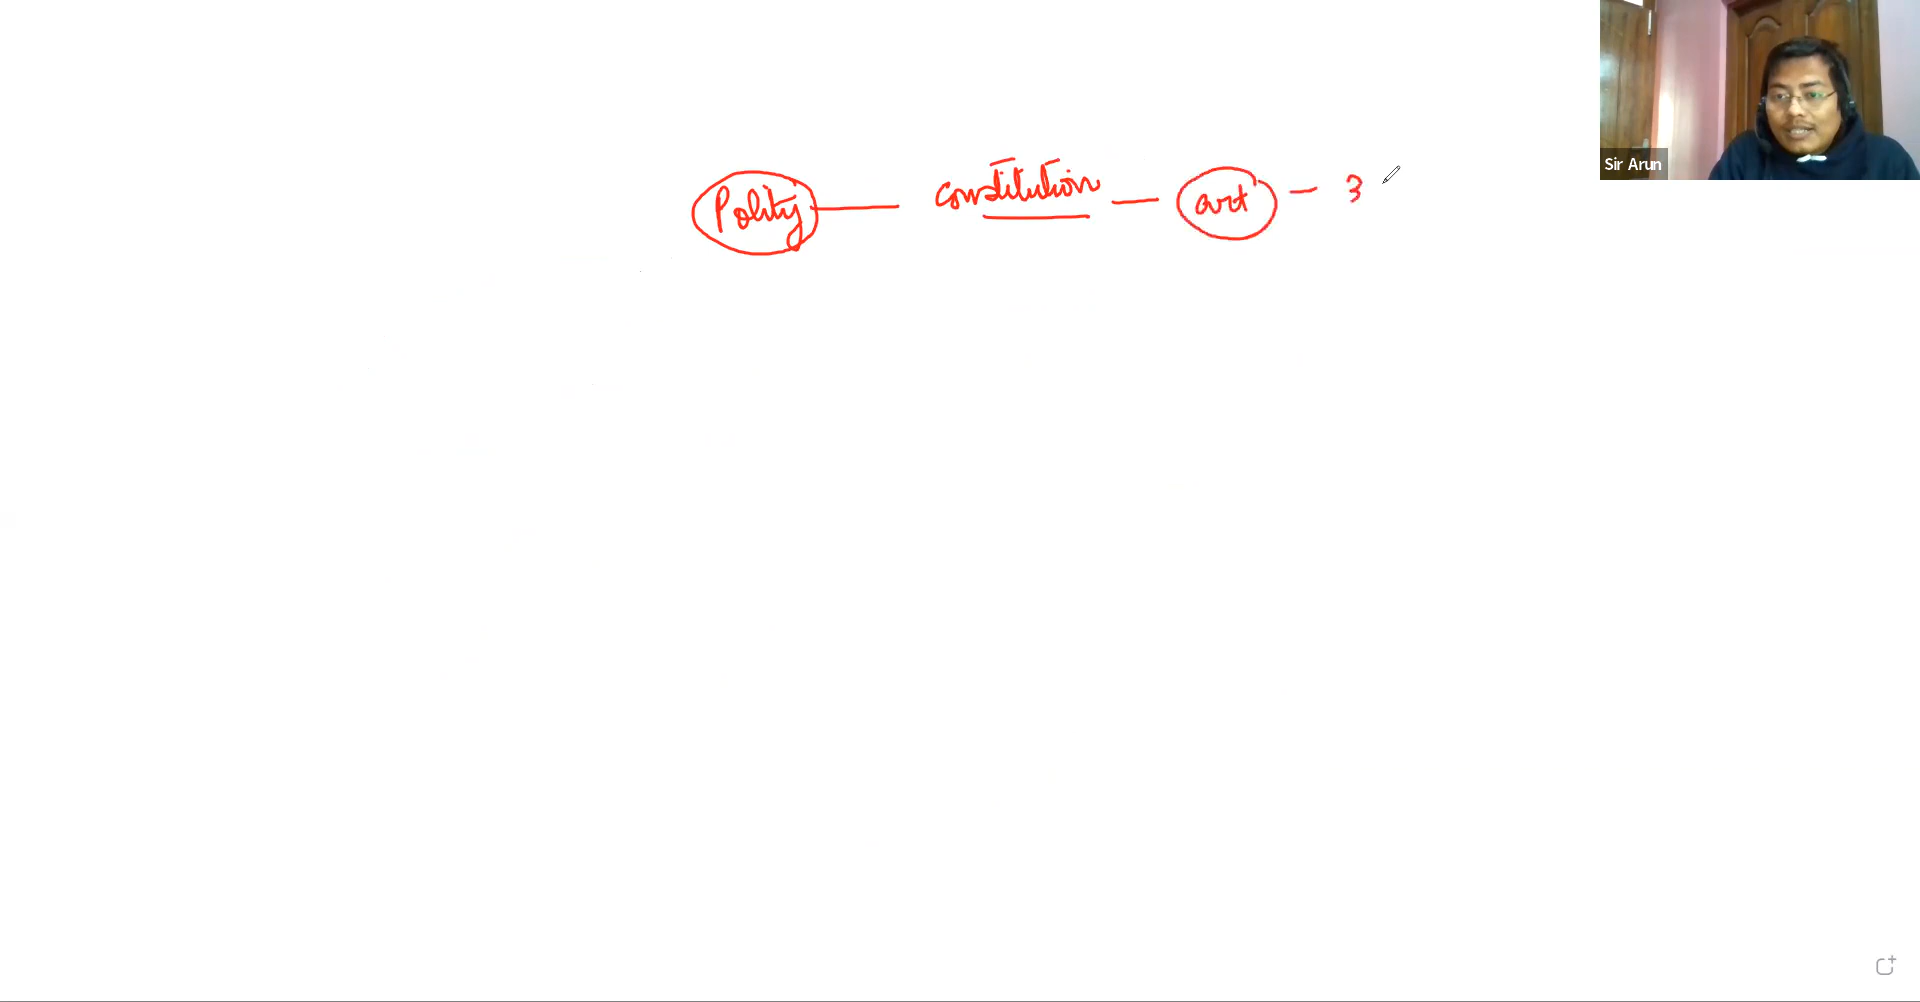 Polity — constitution — art - 3
Sir Arun